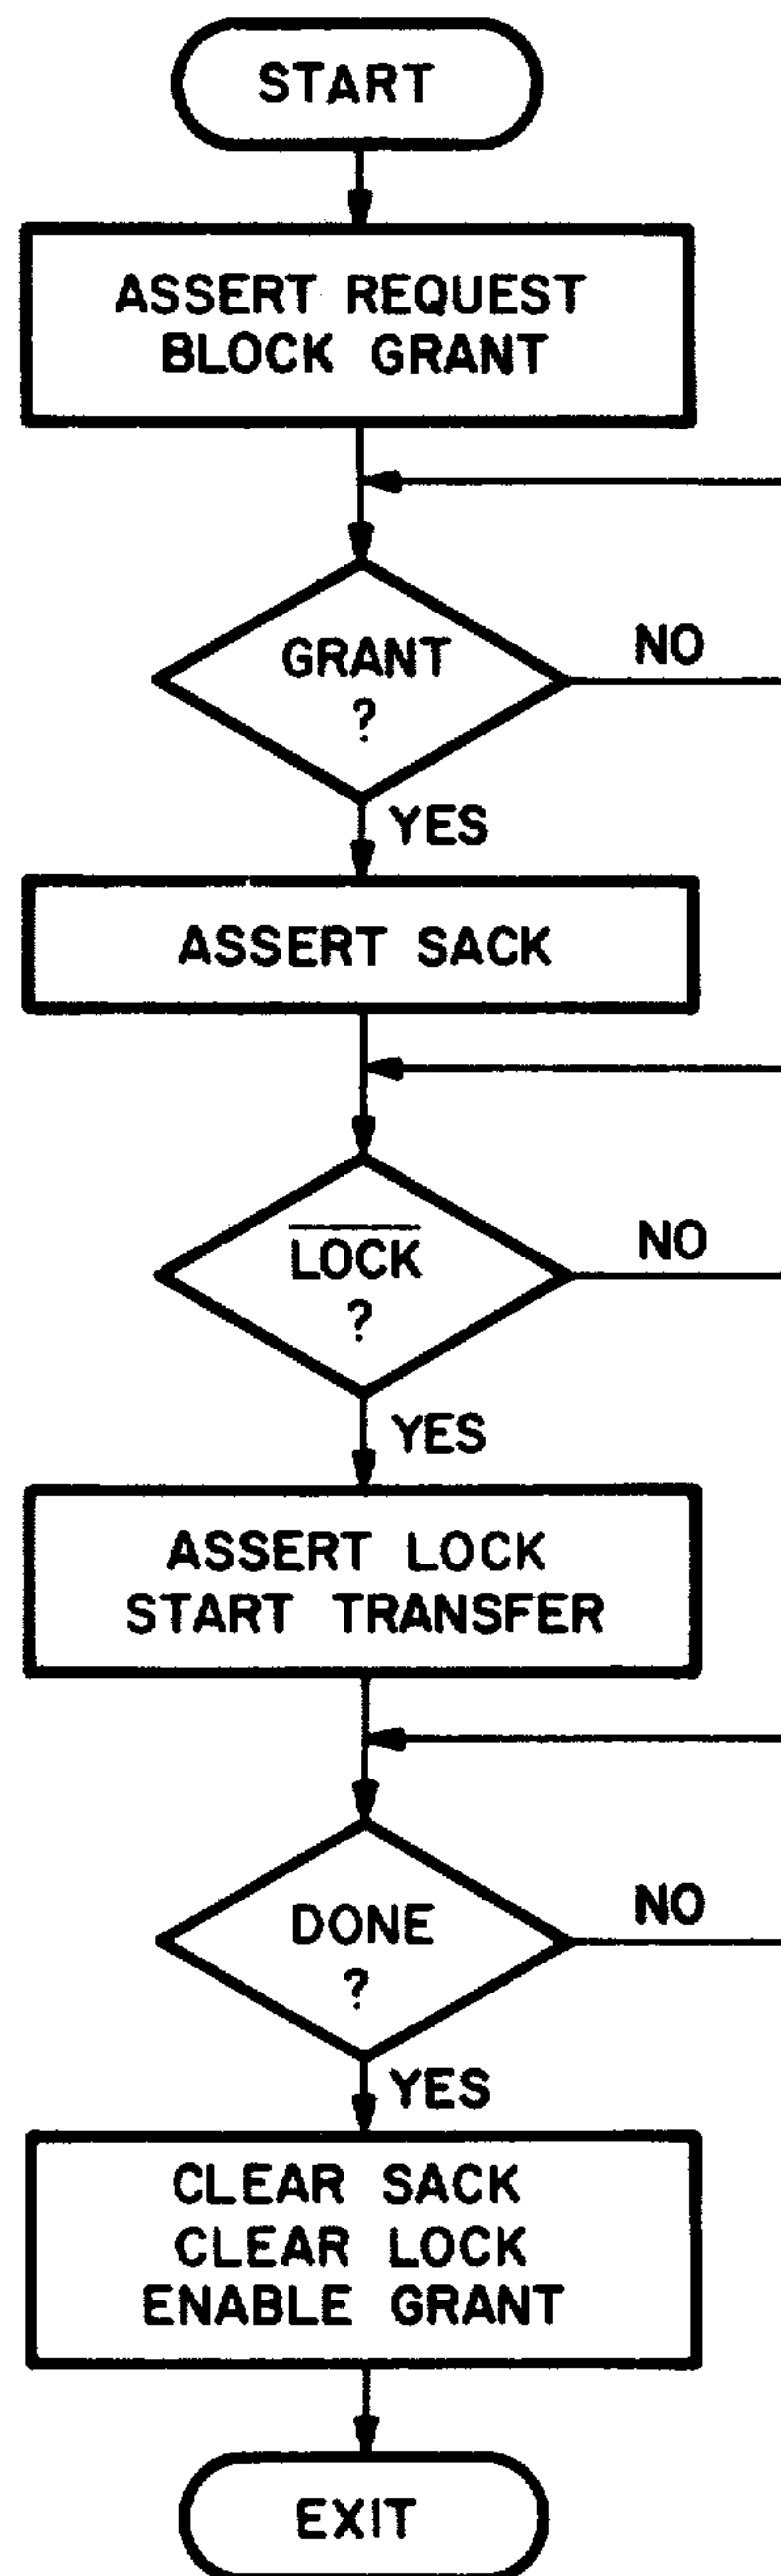 START
ASSERT REQUEST
BLOCK GRANT
GRANT
?
NO
YES
ASSERT SACK
L̅O̅C̅K̅
?
NO
YES
ASSERT LOCK
START TRANSFER
DONE
?
NO
YES
CLEAR SACK
CLEAR LOCK
ENABLE GRANT
EXIT